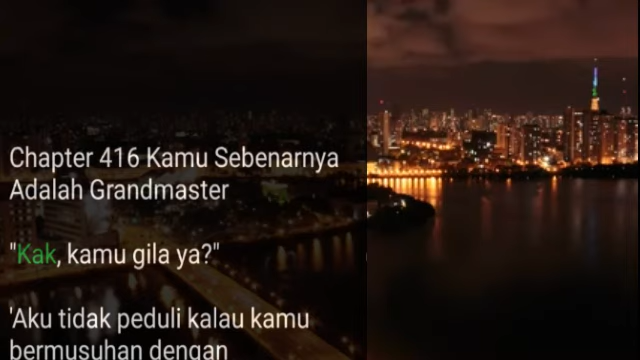 Chapter 416 Kamu Sebenarnya
Adalah Grandmaster
"Kak, kamu gila ya?"
'Aku tidak peduli kalau kamu
bermusuhan dengan